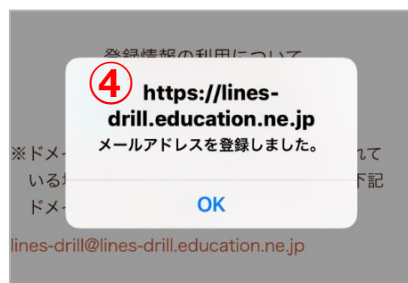 登録情報の利用について
④
https://lines-
drill.education.ne.jp
メールアドレスを登録しました。
※ドメ
れて
いる
下記
ドメ
OK
lines-drill@lines-drill.education.ne.jp